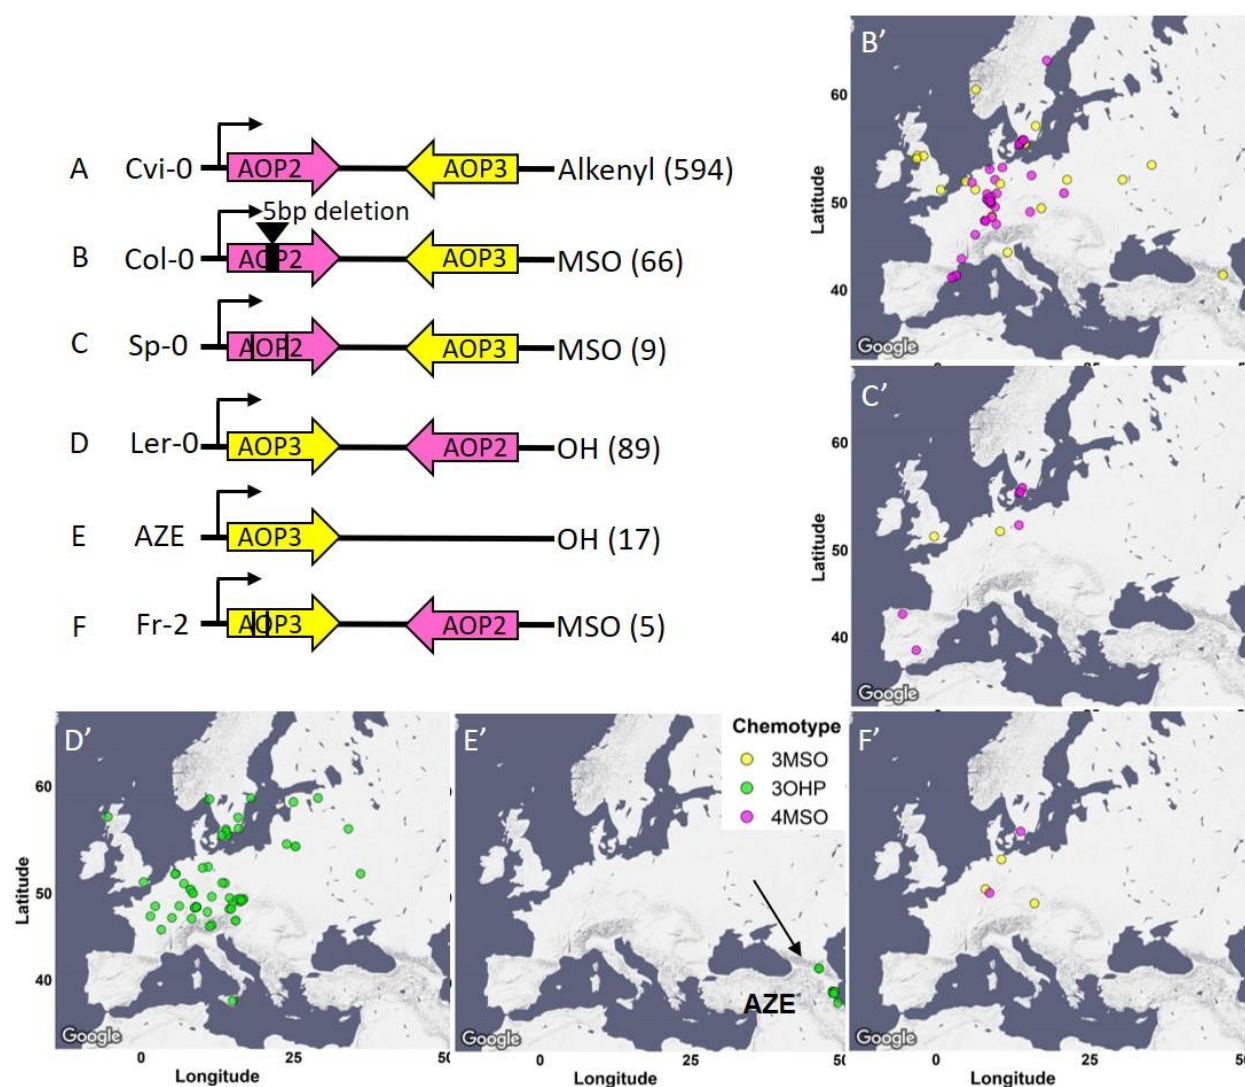 A Cvi-0 AOP2 AOP3 Alkenyl (594)
5bp deletion
B Col-0 AOP2 AOP3 MSO (66)
C Sp-0 AOP2 AOP3 MSO (9)
D Ler-0 AOP3 AOP2 OH (89)
E AZE AOP3 OH (17)
F Fr-2 AOP3 AOP2 MSO (5)
B’
Latitude
60
50
40
Google
C’
Latitude
60
50
40
Google
D’
Latitude
60
50
40
Google
0 25 50
Longitude
E’
Chemotype
3MSO
3OHP
4MSO
AZE
Google
0 25 50
Longitude
F’
Google
0 25 50
Longitude